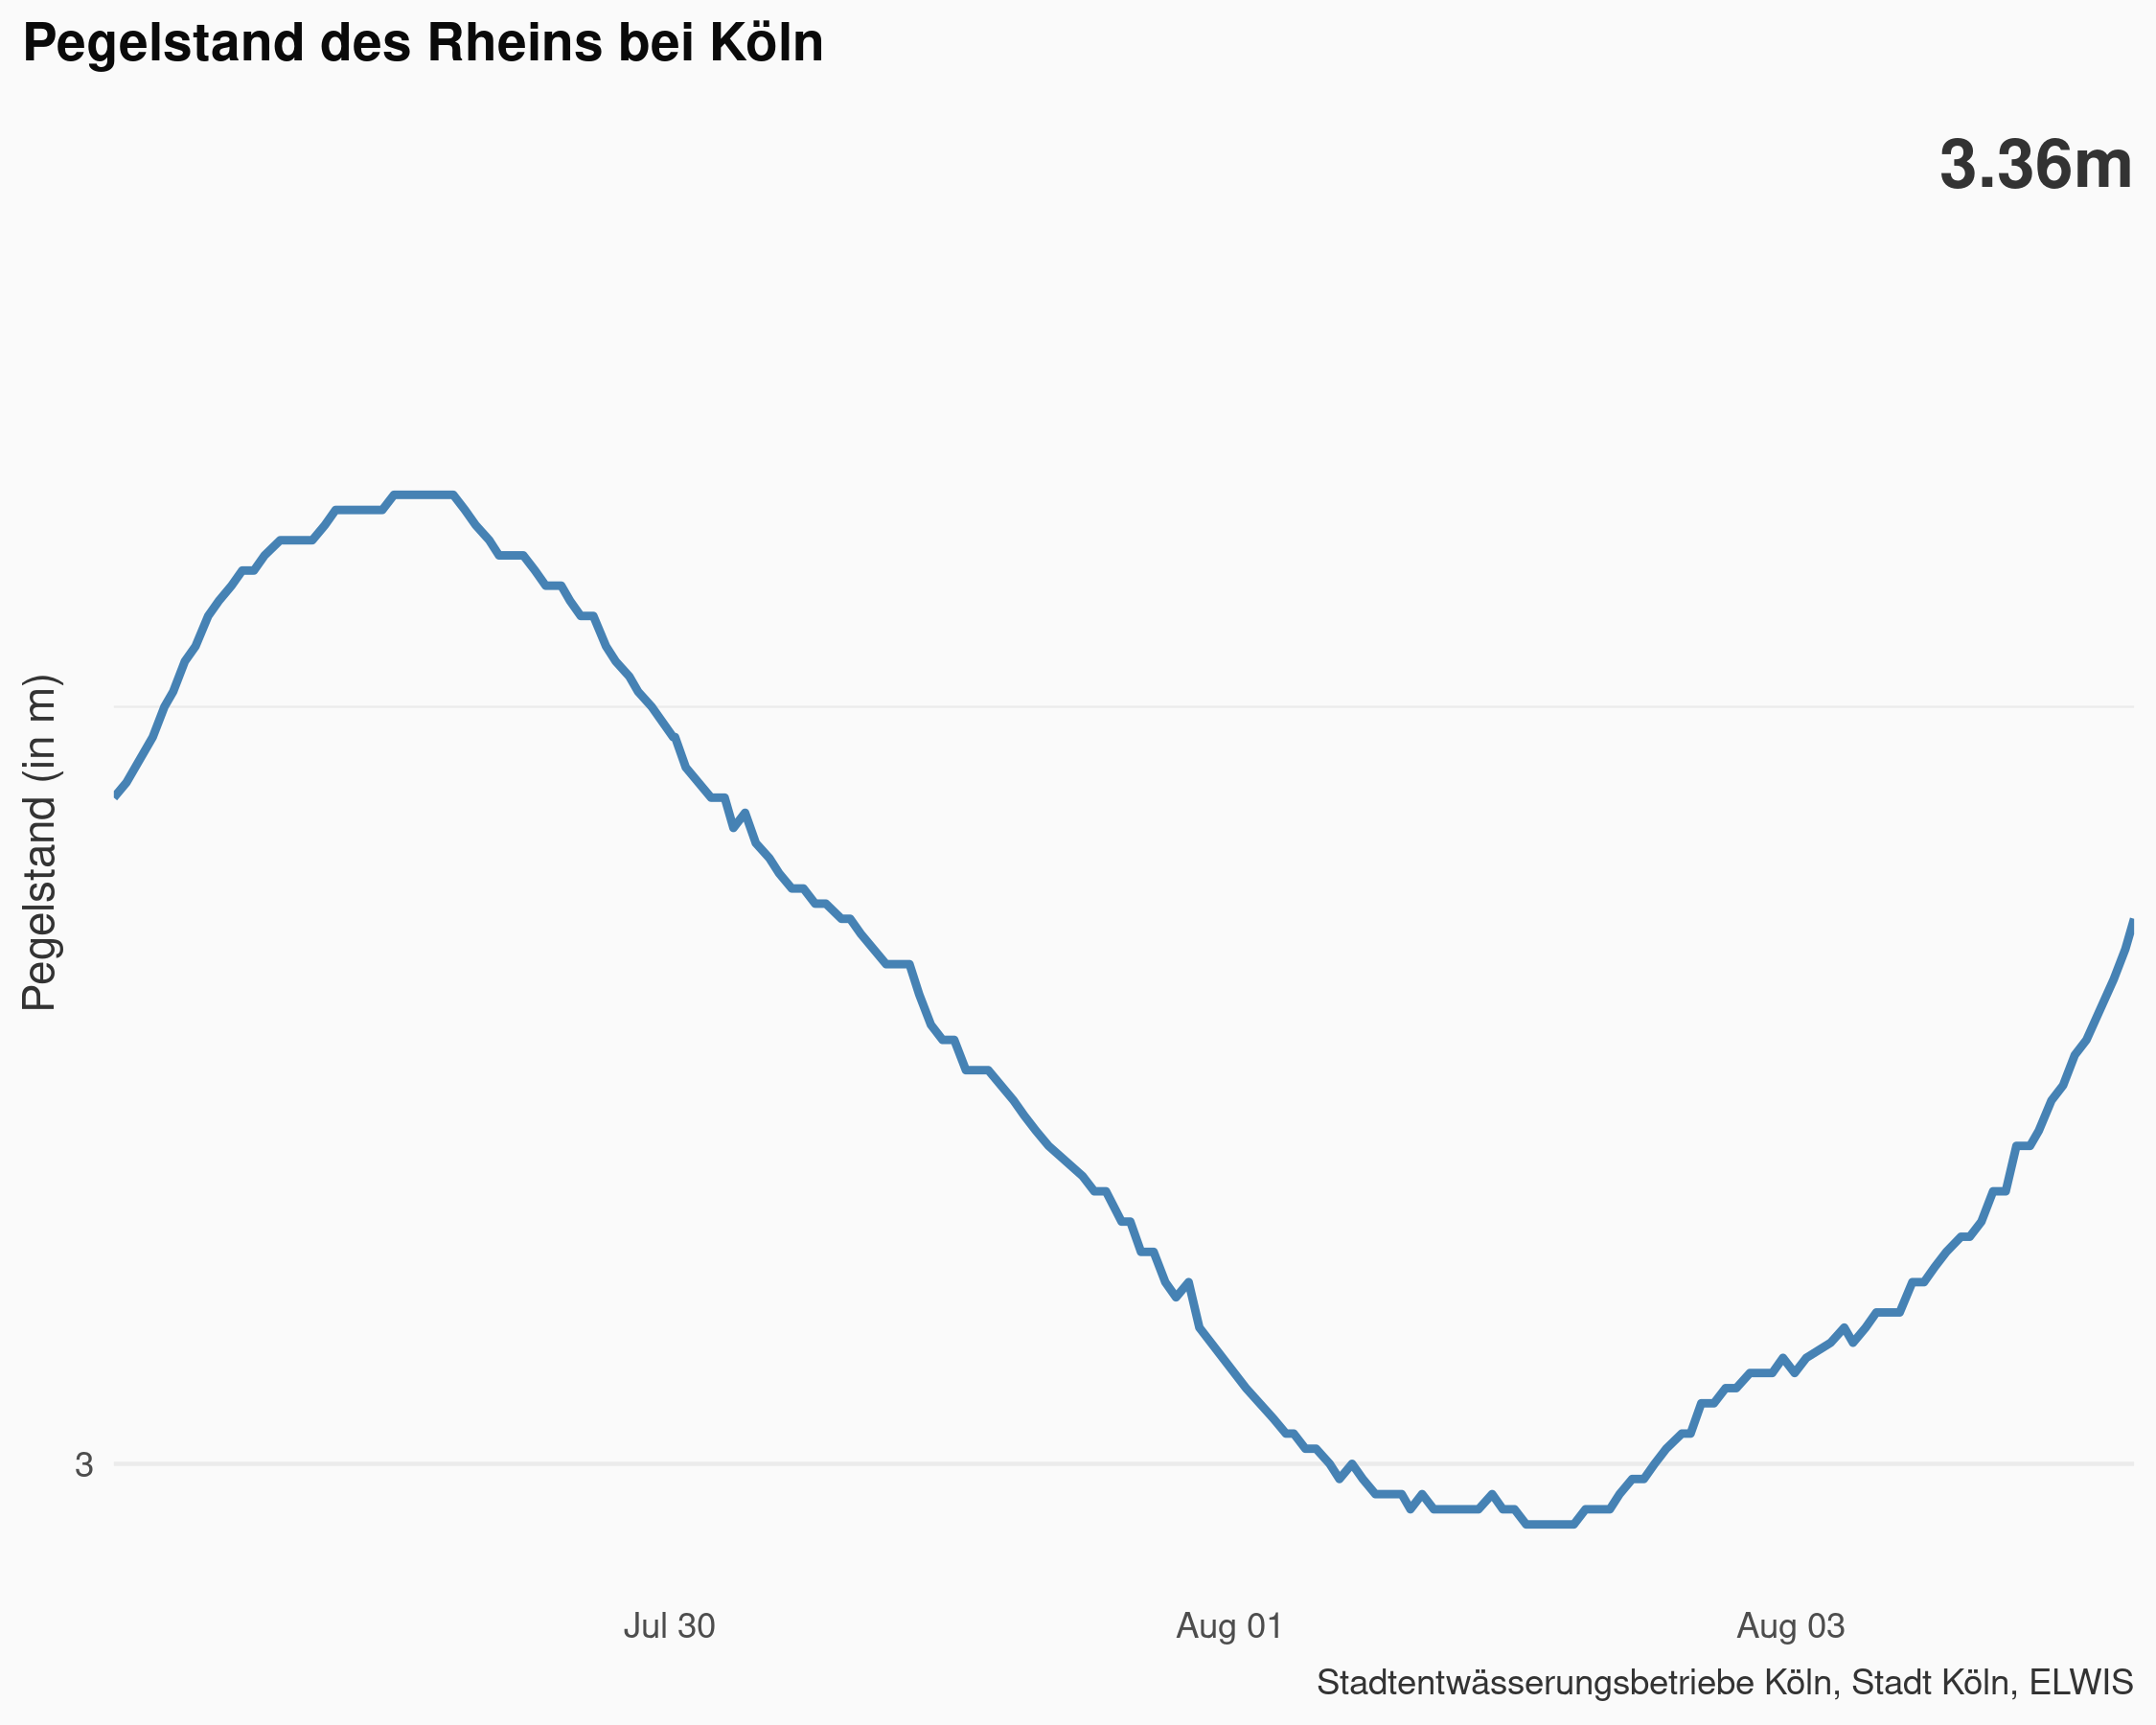 Pegelstand des Rheins bei Köln
3.36m
Pegelstand (in m)
3
Jul 30
Aug 01
Aug 03
Stadtentwässerungsbetriebe Köln, Stadt Köln, ELWIS